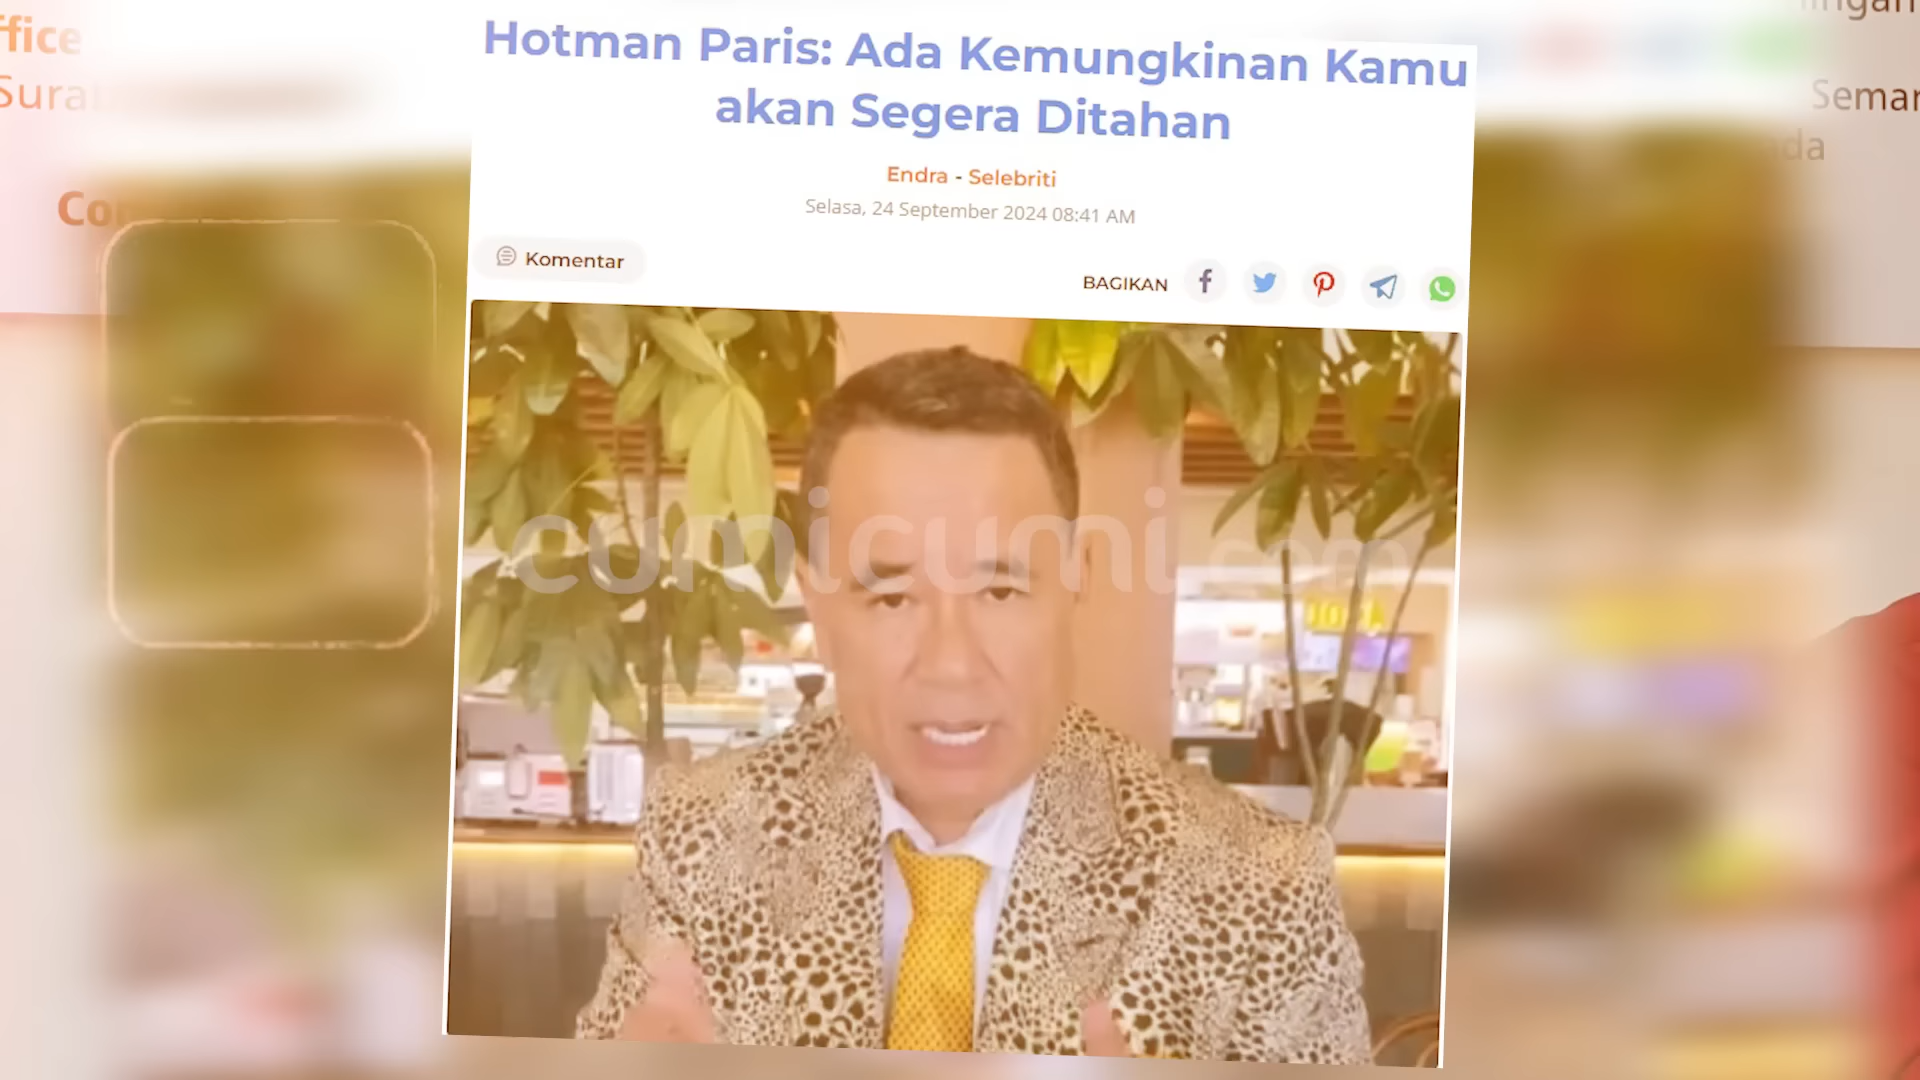 Hotman Paris: Ada Kemungkinan Kamu
akan Segera Ditahan
Endra - Selebriti
Selasa, 24 September 2024 08:41 AM
Komentar
BAGIKAN
cumicumi.com